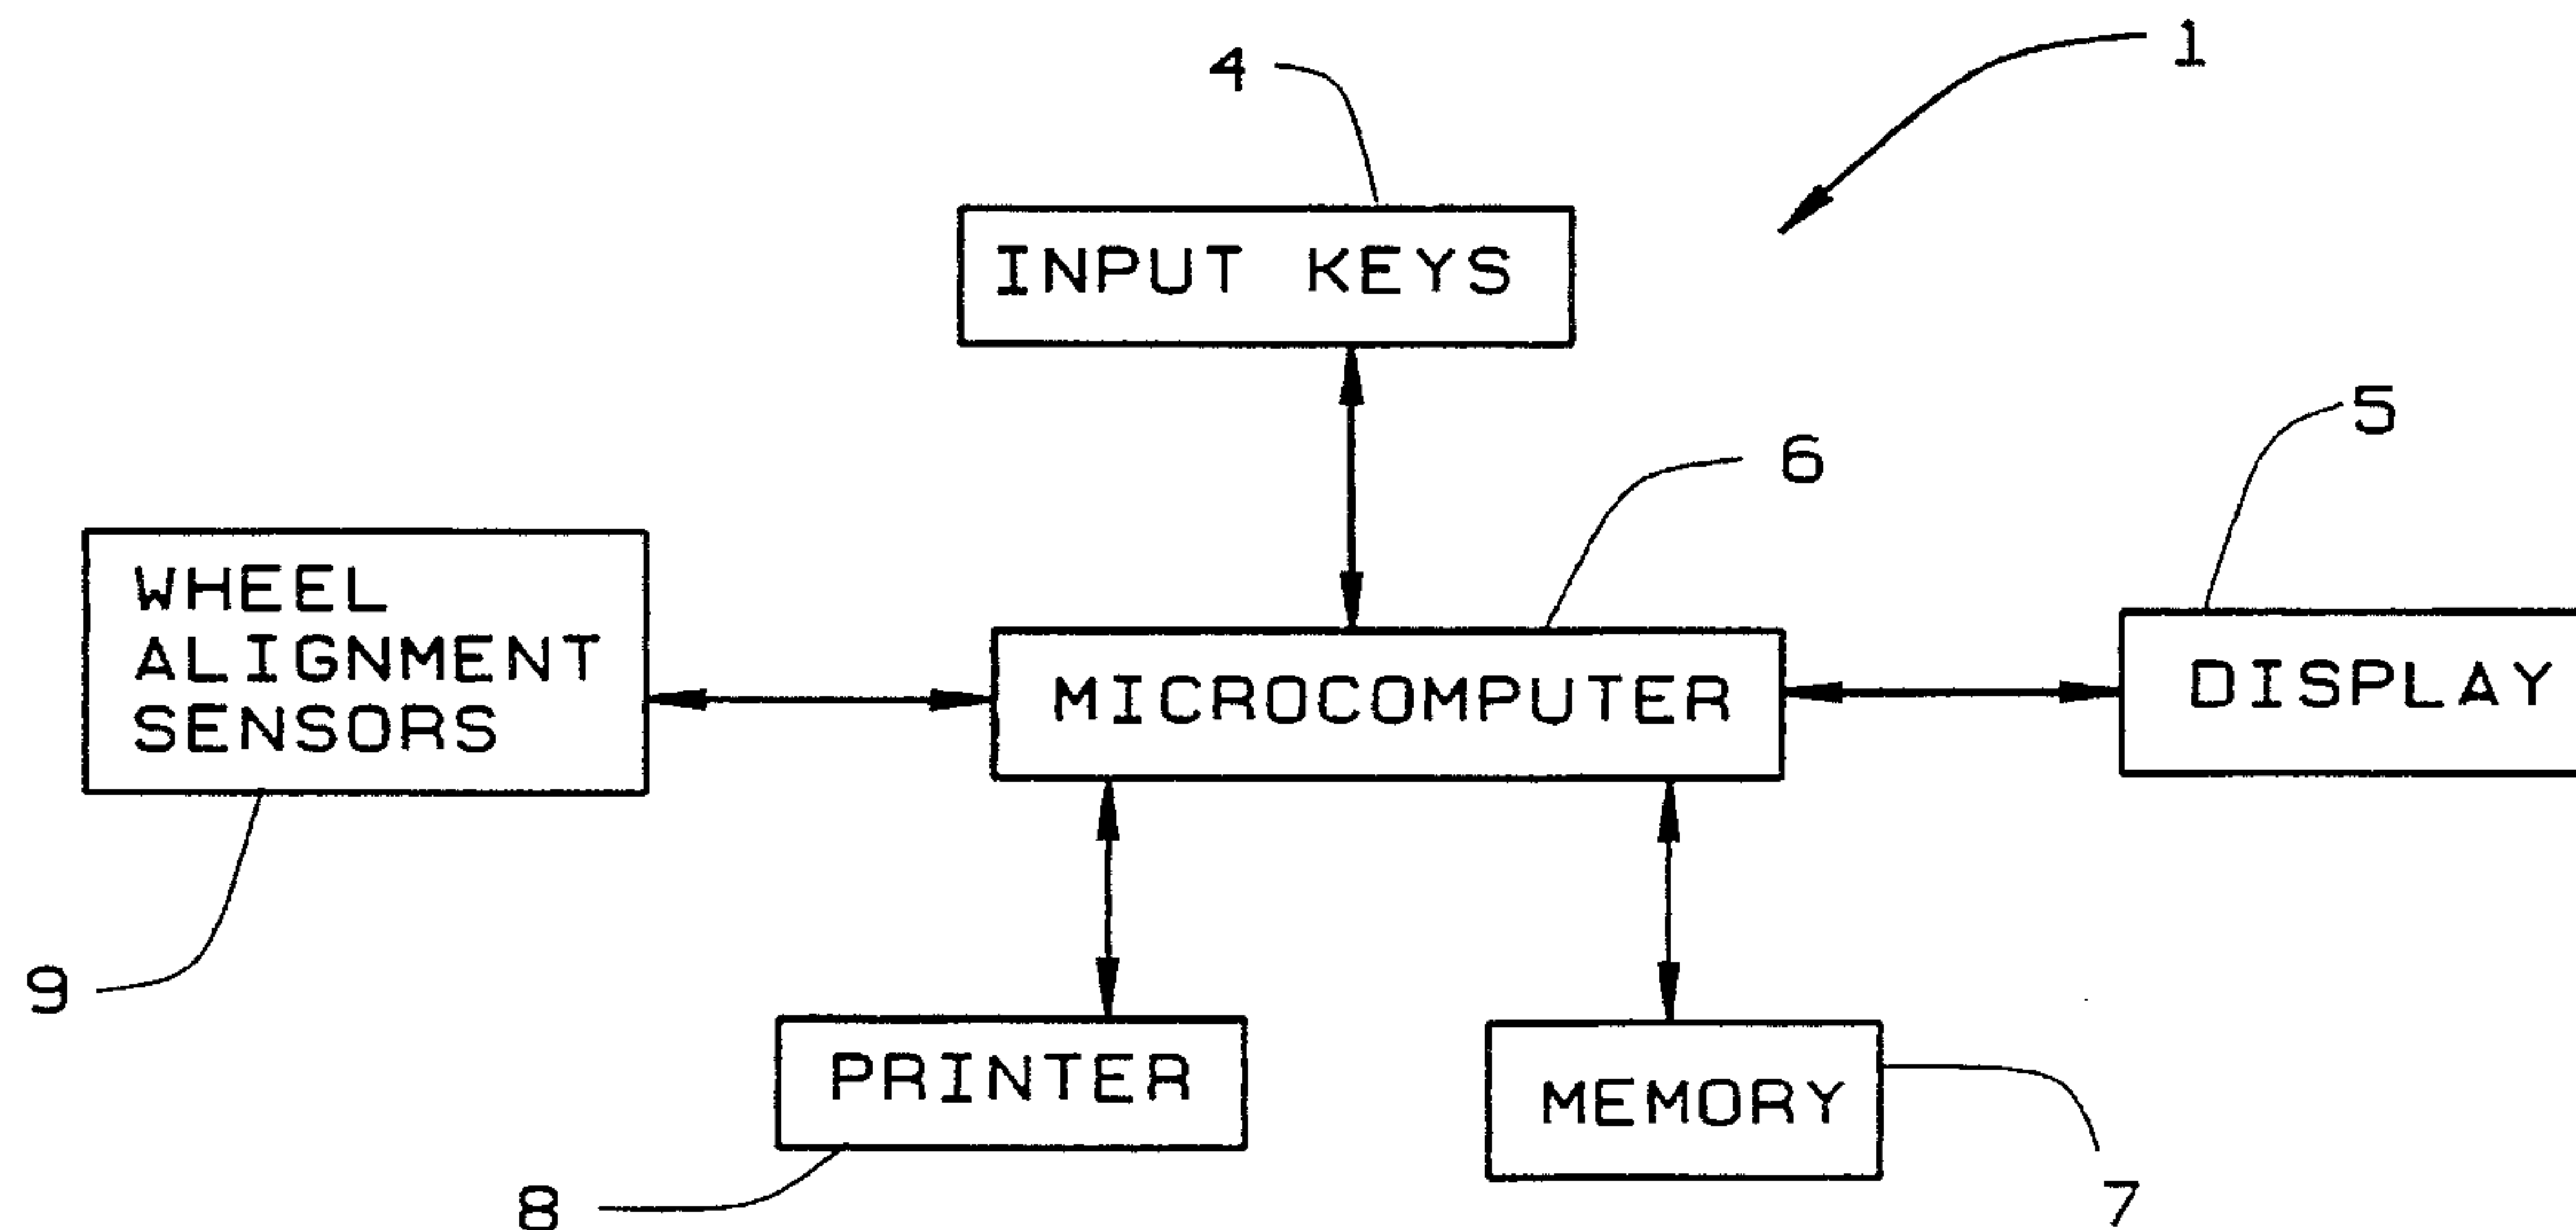 1
4
INPUT KEYS
5
6
WHEEL
ALIGNMENT
SENSORS
MICROCOMPUTER
DISPLAY
9
PRINTER
MEMORY
8
7